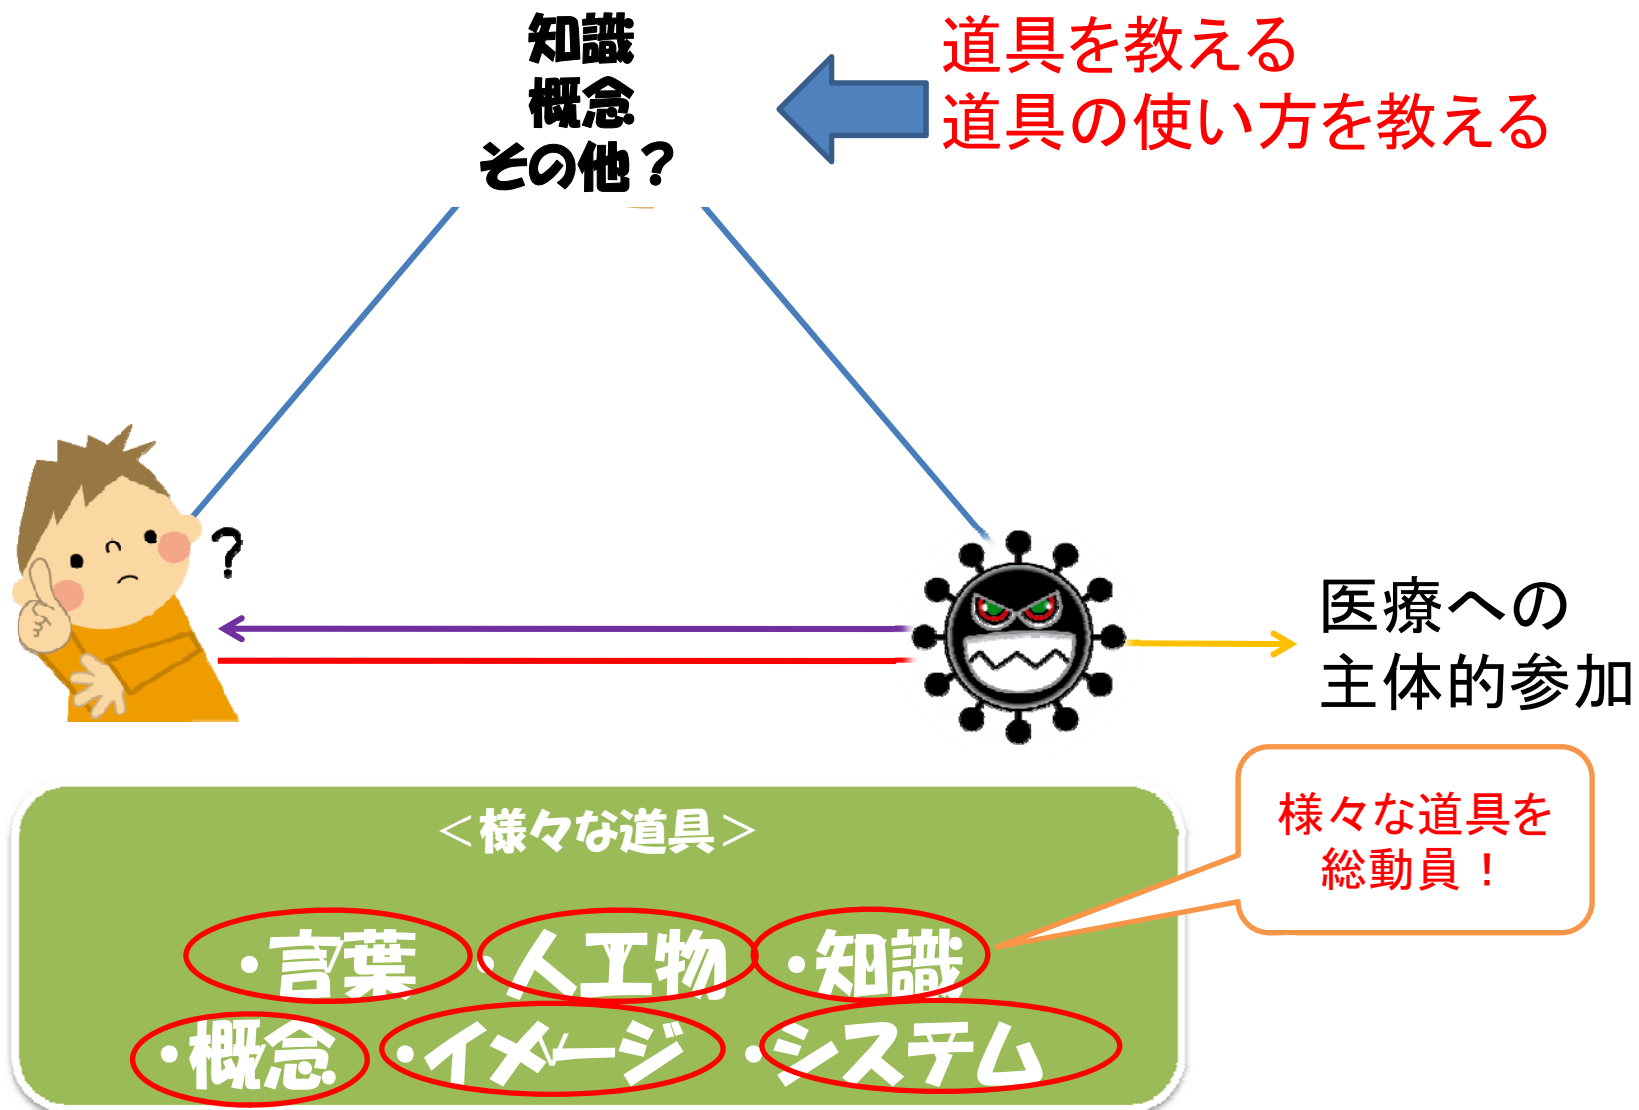 知識
概念
その他？
道具を教える
道具の使い方を教える
？
医療への
主体的参加
＜様々な道具＞
・言葉 ・人工物 ・知識
・概念 ・イメージ ・システム
様々な道具を
総動員！